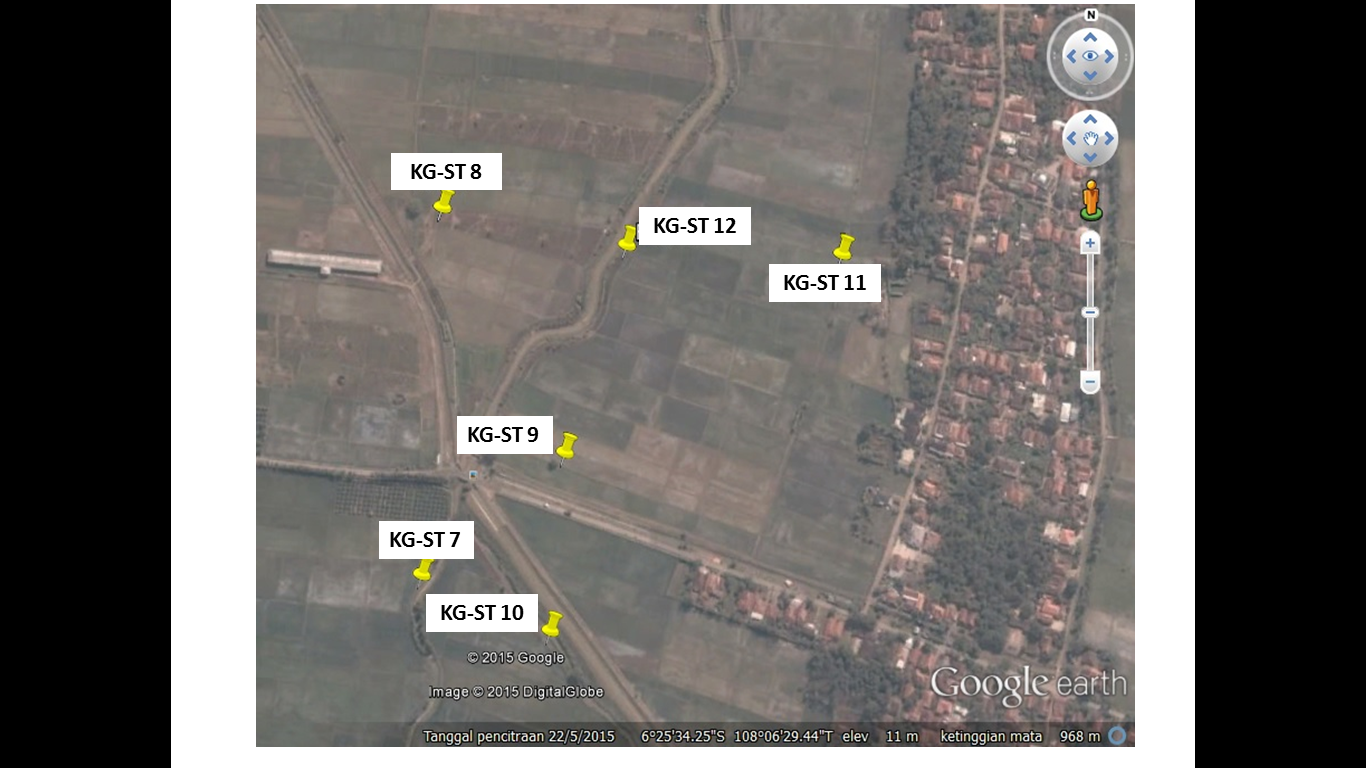 N
KG-ST 8
KG-ST 12
KG-ST 11
KG-ST 9
KG-ST 7
KG-ST 10
© 2015 Google
Image © 2015 DigitalGlobe
Google earth
Tanggal pencitraan 22/5/2015 6°25'34.25"S 108°06'29.44"T elev 11 m ketinggian mata 968 m